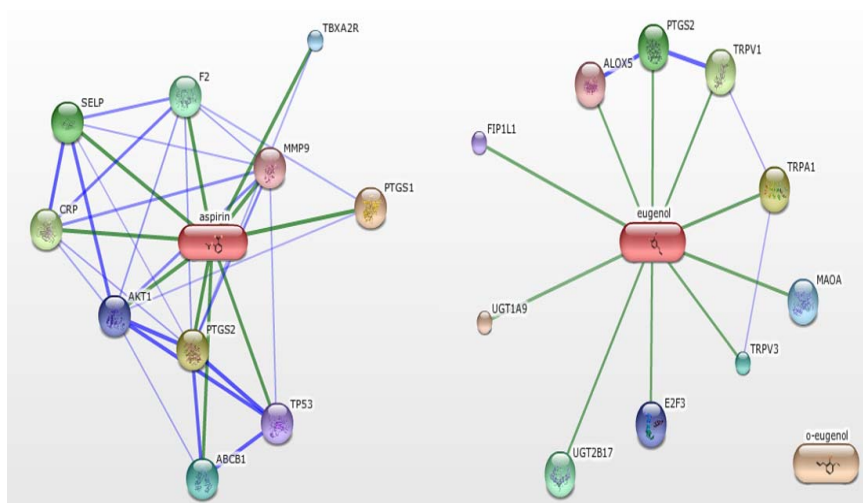 TBXA2R
F2
SELP
MMP9
PTGS1
CRP
aspirin
AKT1
PTGS2
TP53
ABCB1
PTGS2
ALOX5
TRPV1
FIP1L1
TRPA1
eugenol
MAOA
UGT1A9
TRPV3
E2F3
UGT2B17
o-eugenol